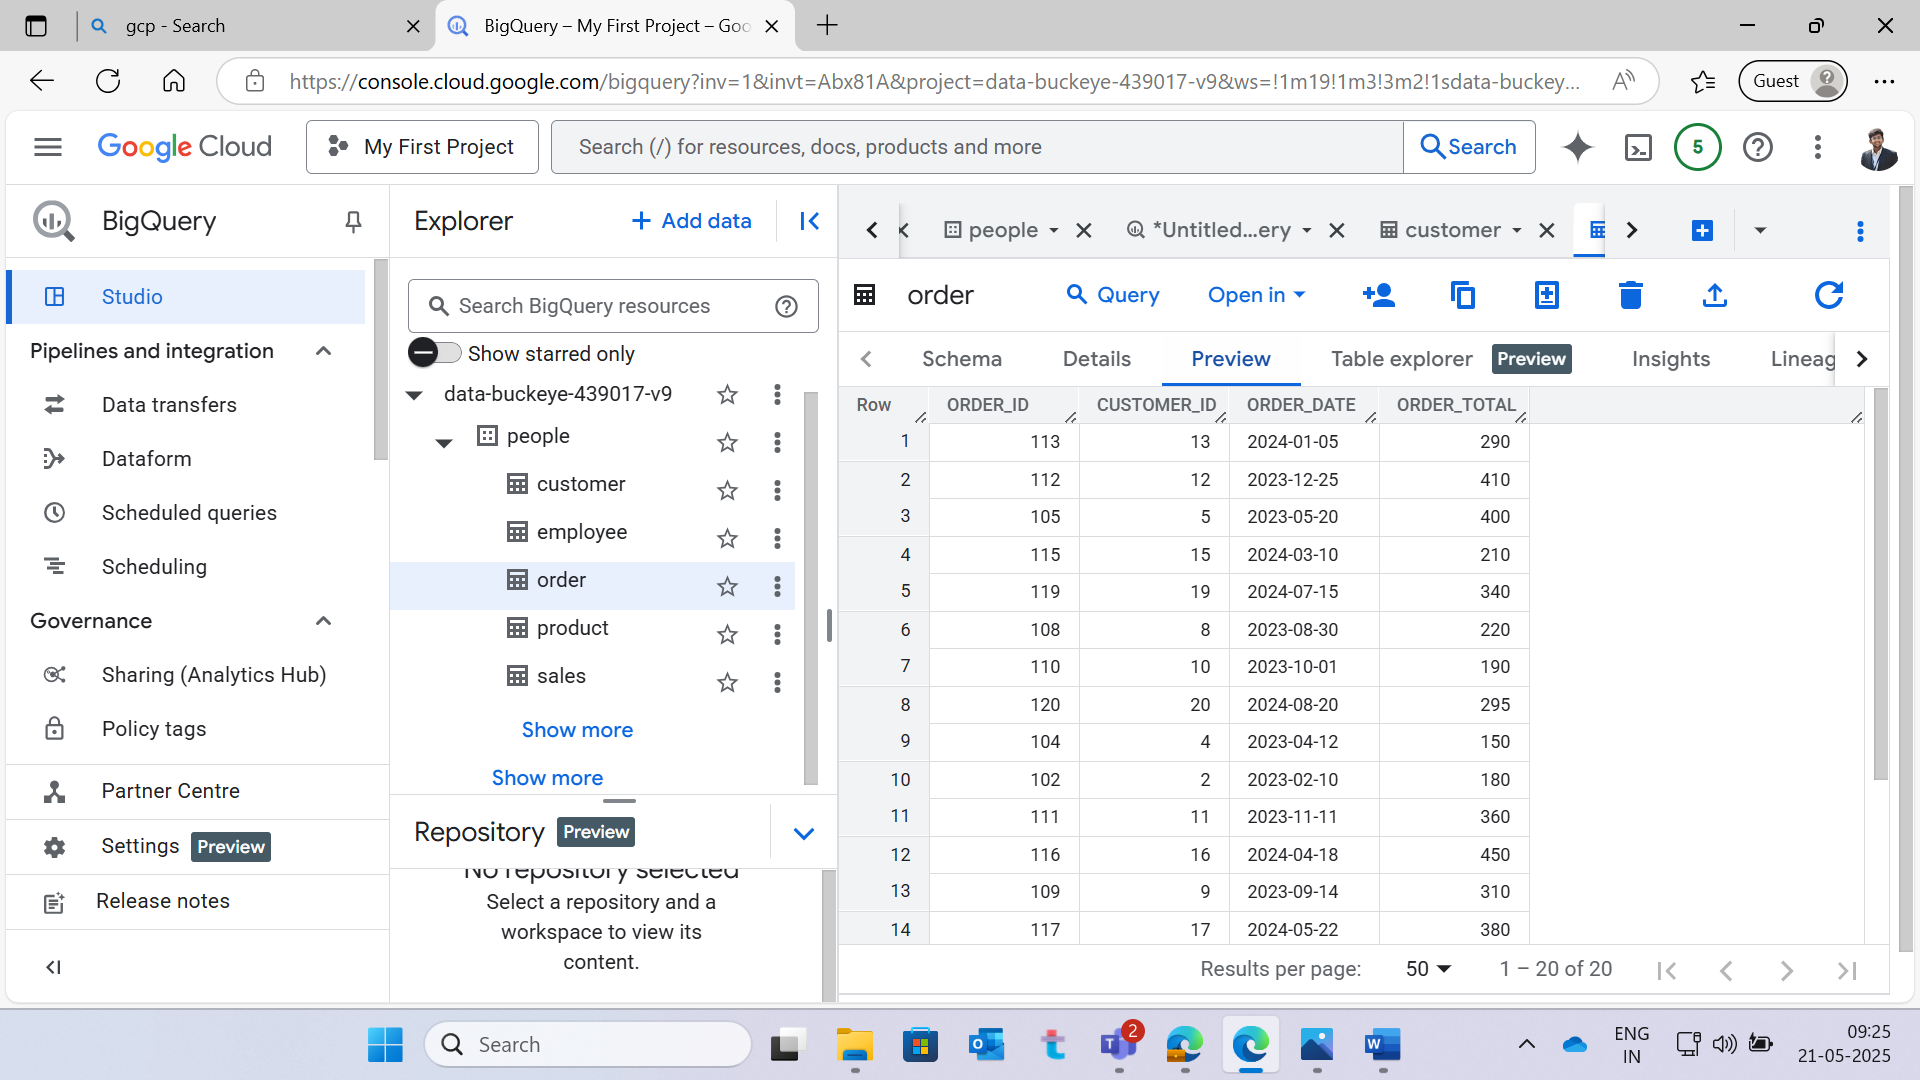 gcp - Search
BigQuery – My First Project – Goo
https://console.cloud.google.com/bigquery?inv=1&invt=Abx81A&project=data-buckeye-439017-v9&ws=!1m19!1m3!3m2!1sdata-buckey...
Guest
Google Cloud
My First Project
Search (/) for resources, docs, products and more
Search
5
BigQuery
Studio
Pipelines and integration
Data transfers
Dataform
Scheduled queries
Scheduling
Governance
Sharing (Analytics Hub)
Policy tags
Partner Centre
Settings Preview
Release notes
Explorer
+ Add data
Search BigQuery resources
Show starred only
data-buckeye-439017-v9
people
customer
employee
order
product
sales
Show more
Show more
Repository Preview
No repository selected
Select a repository and a
workspace to view its
content.
people
*Untitled...ery
customer
order
Query
Open in
Schema
Details
Preview
Table explorer Preview
Insights
Lineag
Row ORDER_ID CUSTOMER_ID ORDER_DATE ORDER_TOTAL
1 113 13 2024-01-05 290
2 112 12 2023-12-25 410
3 105 5 2023-05-20 400
4 115 15 2024-03-10 210
5 119 19 2024-07-15 340
6 108 8 2023-08-30 220
7 110 10 2023-10-01 190
8 120 20 2024-08-20 295
9 104 4 2023-04-12 150
10 102 2 2023-02-10 180
11 111 11 2023-11-11 360
12 116 16 2024-04-18 450
13 109 9 2023-09-14 310
14 117 17 2024-05-22 380
Results per page: 50 1 – 20 of 20
Search
2
ENG
IN
09:25
21-05-2025